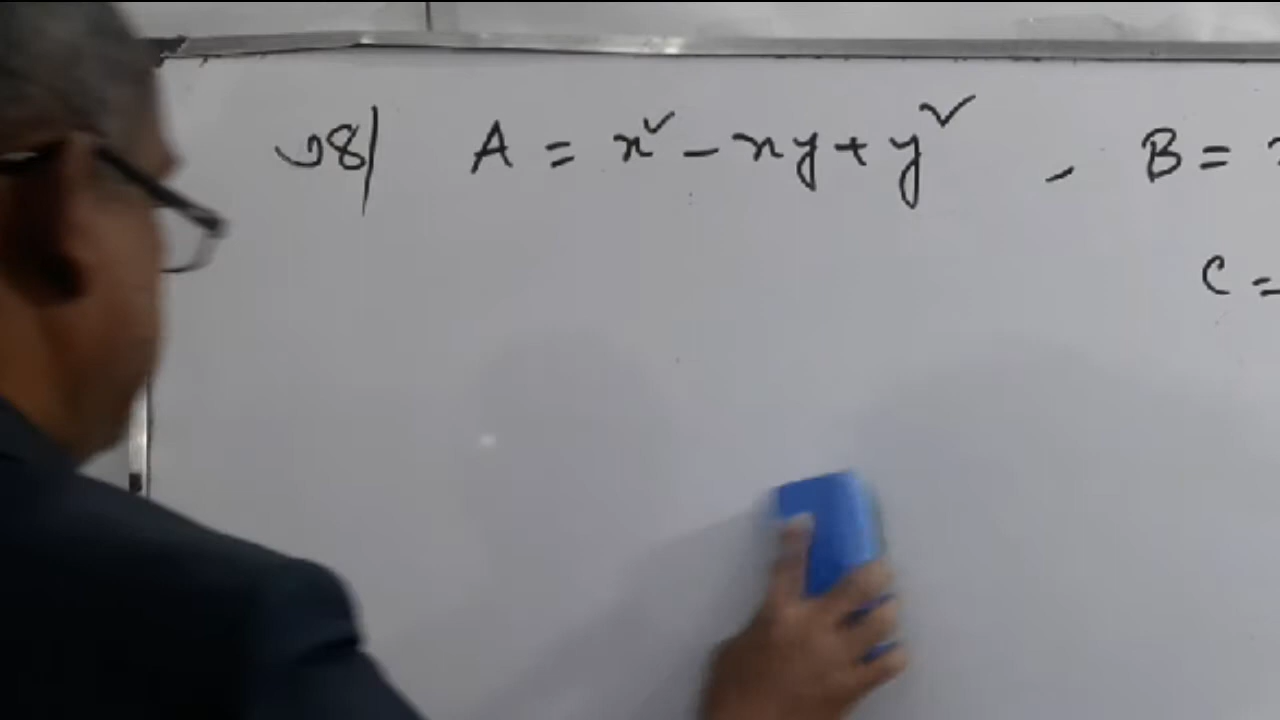 ৩৪| A = x² - xy + y² , B =
C =